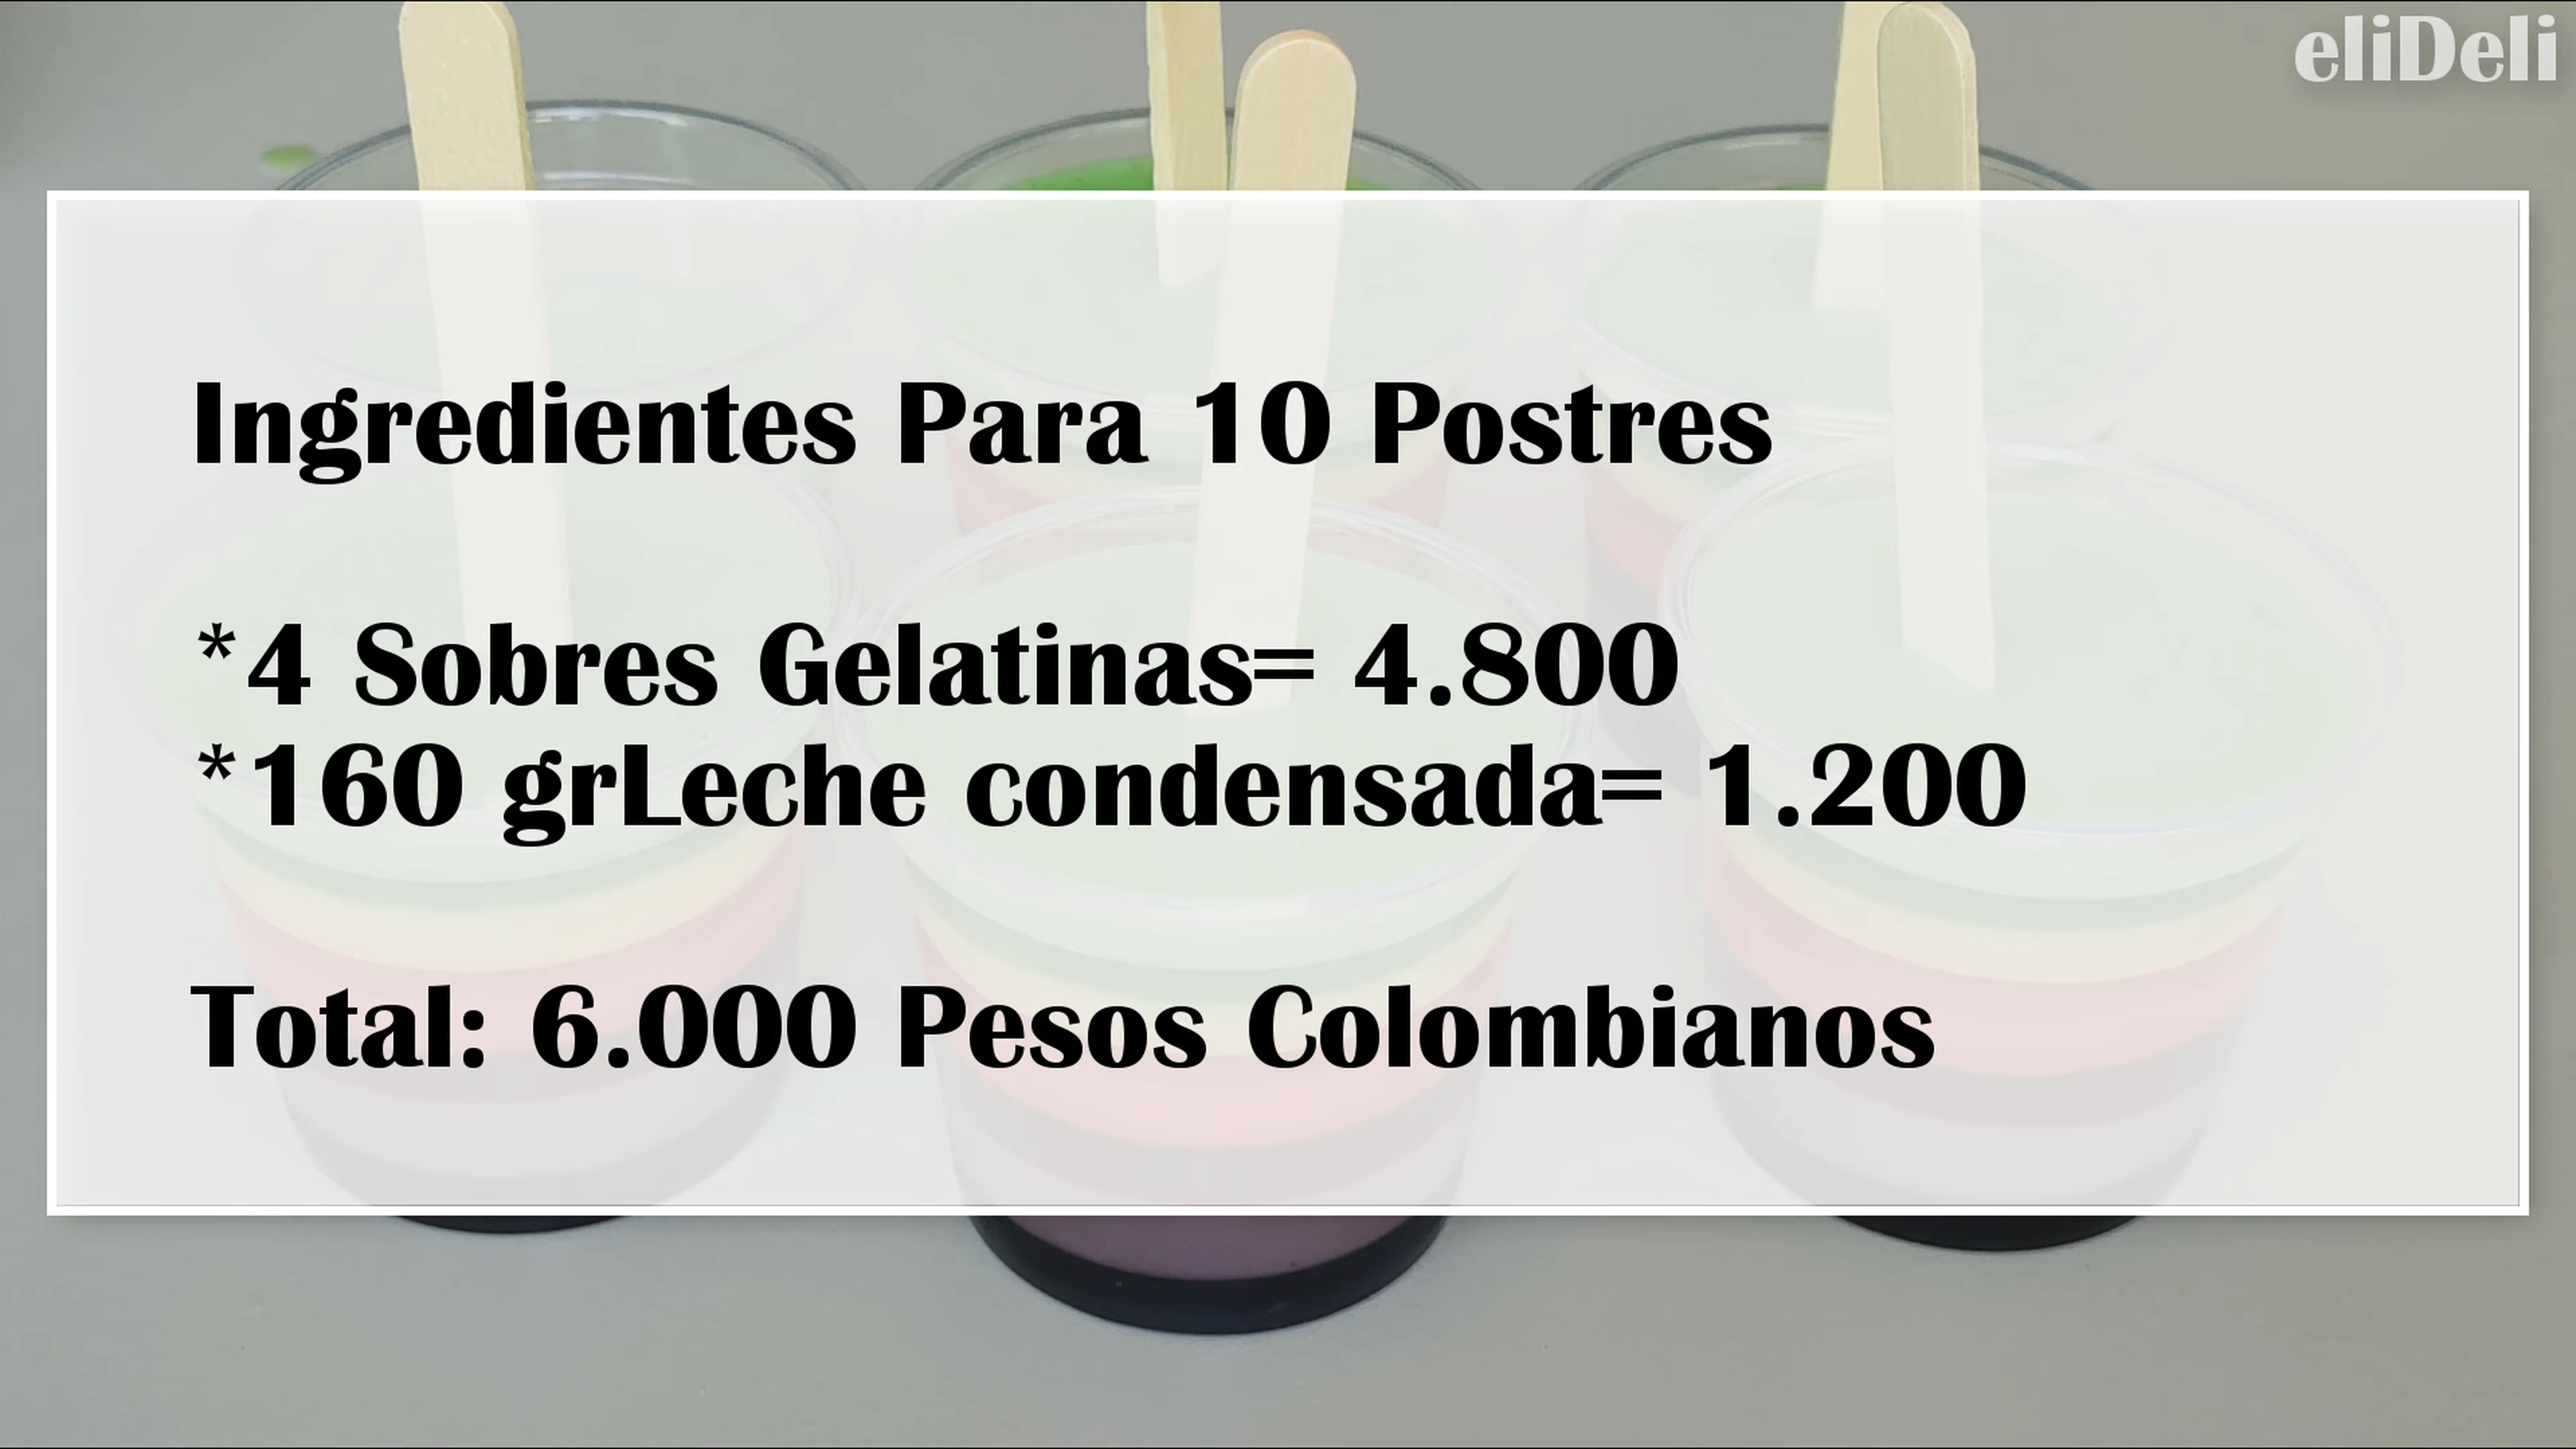 eliDeli
Ingredientes Para 10 Postres
*4 Sobres Gelatinas= 4.800
*160 grLeche condensada= 1.200
Total: 6.000 Pesos Colombianos